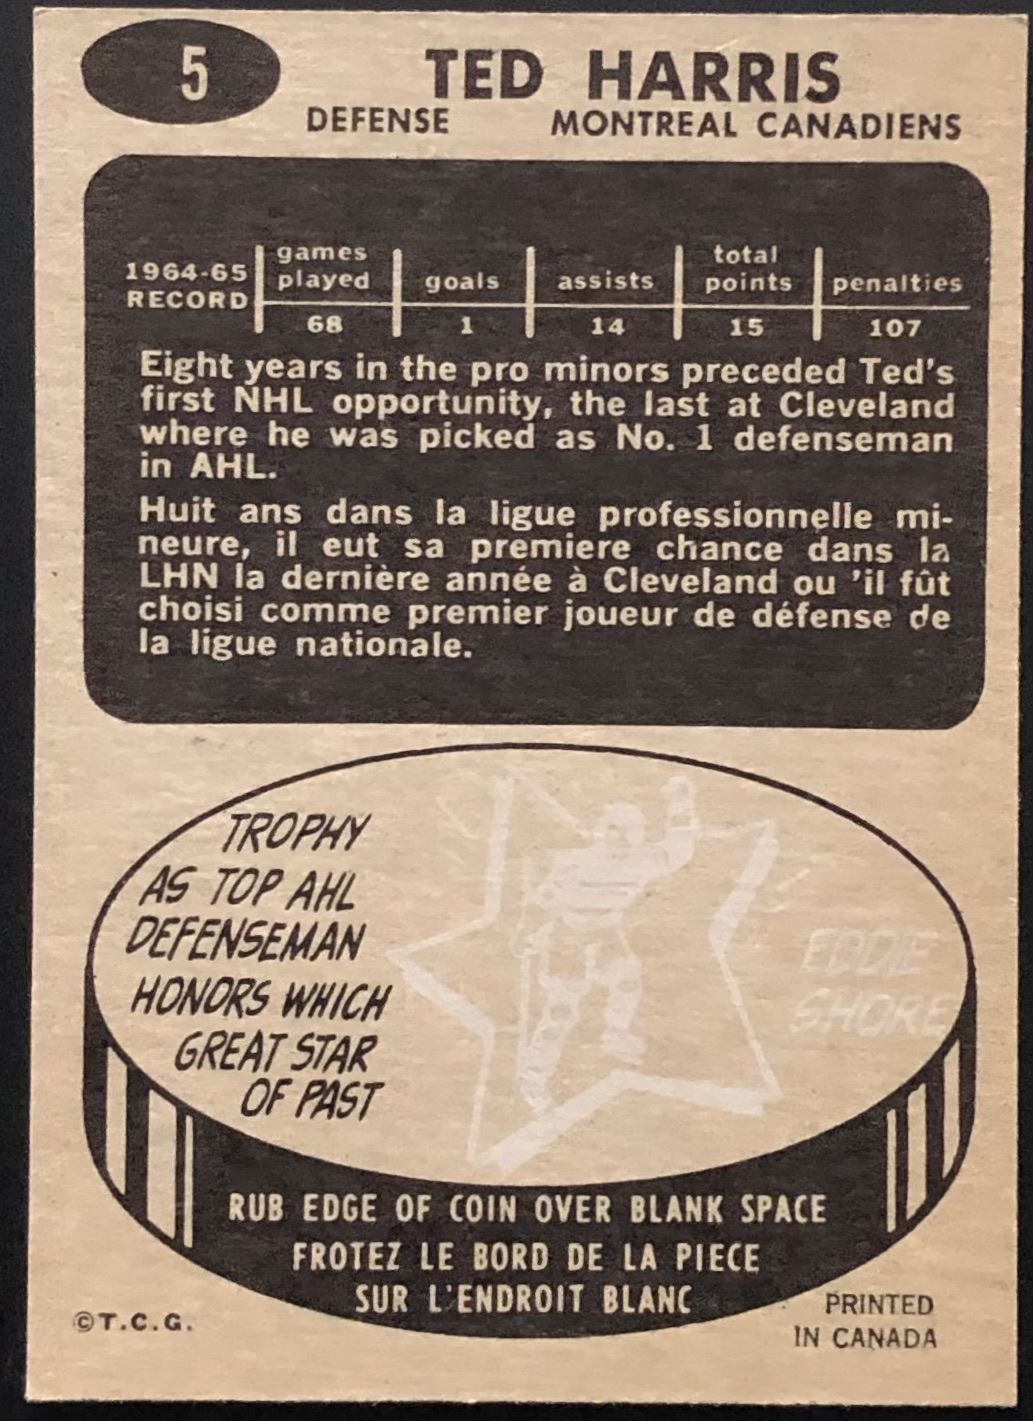 5
TED HARRIS
DEFENSE MONTREAL CANADIENS
1964-65 RECORD
games played goals assists total points penalties
68 1 14 15 107
Eight years in the pro minors preceded Ted's
first NHL opportunity, the last at Cleveland
where he was picked as No. 1 defenseman
in AHL.
Huit ans dans la ligue professionnelle mi-
neure, il eut sa premiere chance dans la
LHN la dernière année à Cleveland ou 'il fût
choisi comme premier joueur de défense de
la ligue nationale.
TROPHY
AS TOP AHL
DEFENSEMAN
HONORS WHICH
GREAT STAR
OF PAST
EDDIE
SHORE
RUB EDGE OF COIN OVER BLANK SPACE
FROTEZ LE BORD DE LA PIECE
SUR L'ENDROIT BLANC
©T.C.G.
PRINTED
IN CANADA